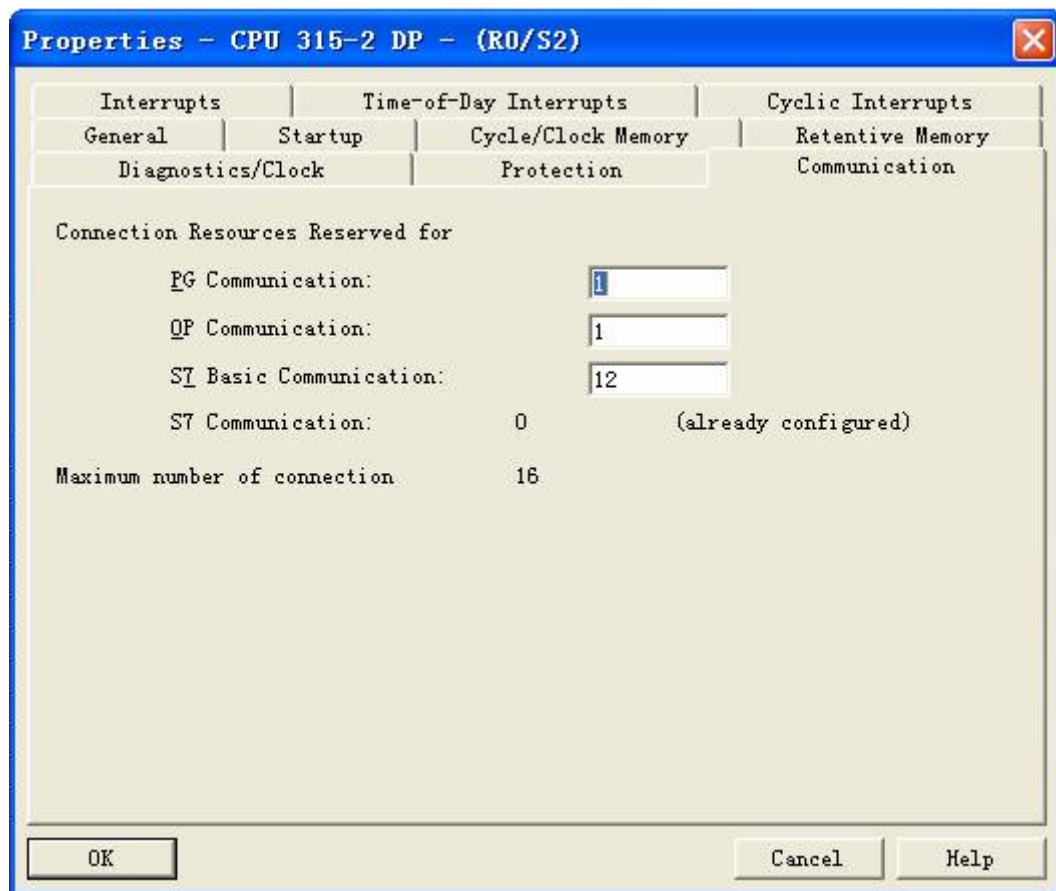 Properties - CPU 315-2 DP - (R0/S2)
Interrupts Time-of-Day Interrupts Cyclic Interrupts
General Startup Cycle/Clock Memory Retentive Memory
Diagnostics/Clock Protection Communication
Connection Resources Reserved for
PG Communication: 1
OP Communication: 1
S7 Basic Communication: 12
S7 Communication: 0 (already configured)
Maximum number of connection 16
OK Cancel Help